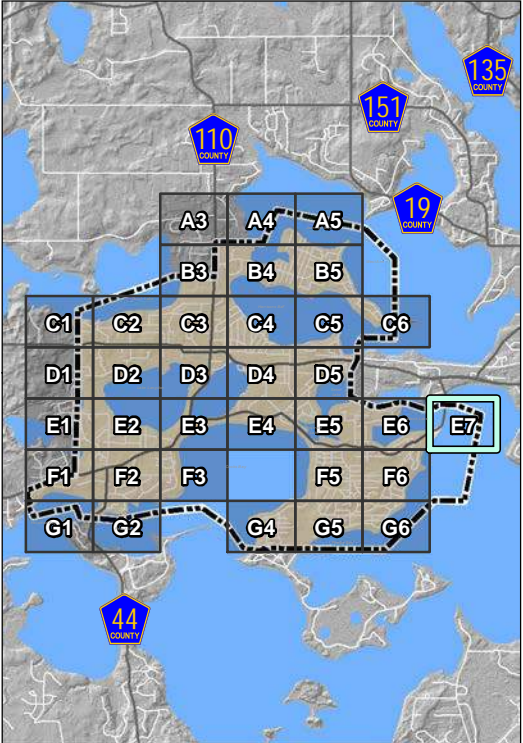 135
COUNTY
151
COUNTY
110
COUNTY
19
COUNTY
A3 A4 A5
B3 B4 B5
C1 C2 C3 C4 C5 C6
D1 D2 D3 D4 D5
E1 E2 E3 E4 E5 E6 E7
F1 F2 F3 F5 F6
G1 G2 G4 G5 G6
44
COUNTY